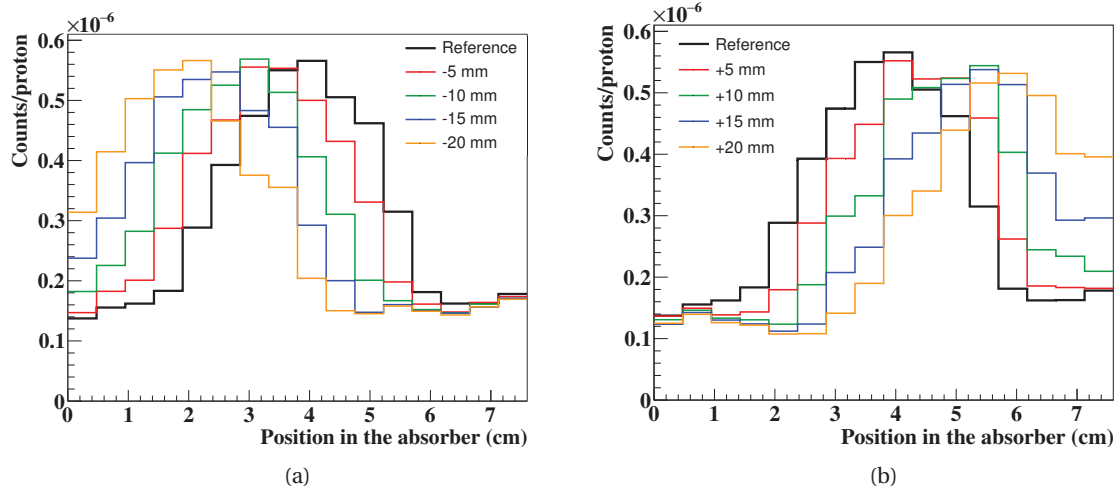 ×10⁻⁶
Counts/proton
0.6
0.5
0.4
0.3
0.2
0.1
0
Reference
-5 mm
-10 mm
-15 mm
-20 mm
0 1 2 3 4 5 6 7
Position in the absorber (cm)
(a)
×10⁻⁶
Counts/proton
0.6
0.5
0.4
0.3
0.2
0.1
0
Reference
+5 mm
+10 mm
+15 mm
+20 mm
0 1 2 3 4 5 6 7
Position in the absorber (cm)
(b)